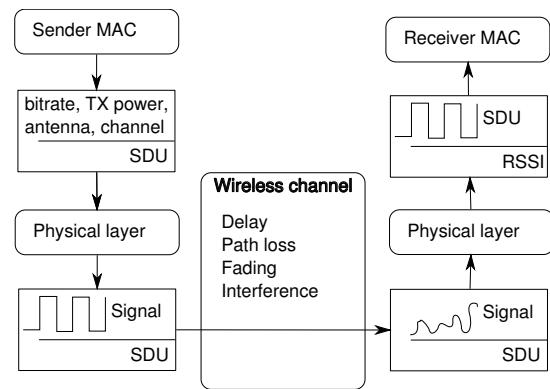 Sender MAC
bitrate, TX power,
antenna, channel
SDU
Physical layer
Signal
SDU
Wireless channel
Delay
Path loss
Fading
Interference
Receiver MAC
SDU
RSSI
Physical layer
Signal
SDU